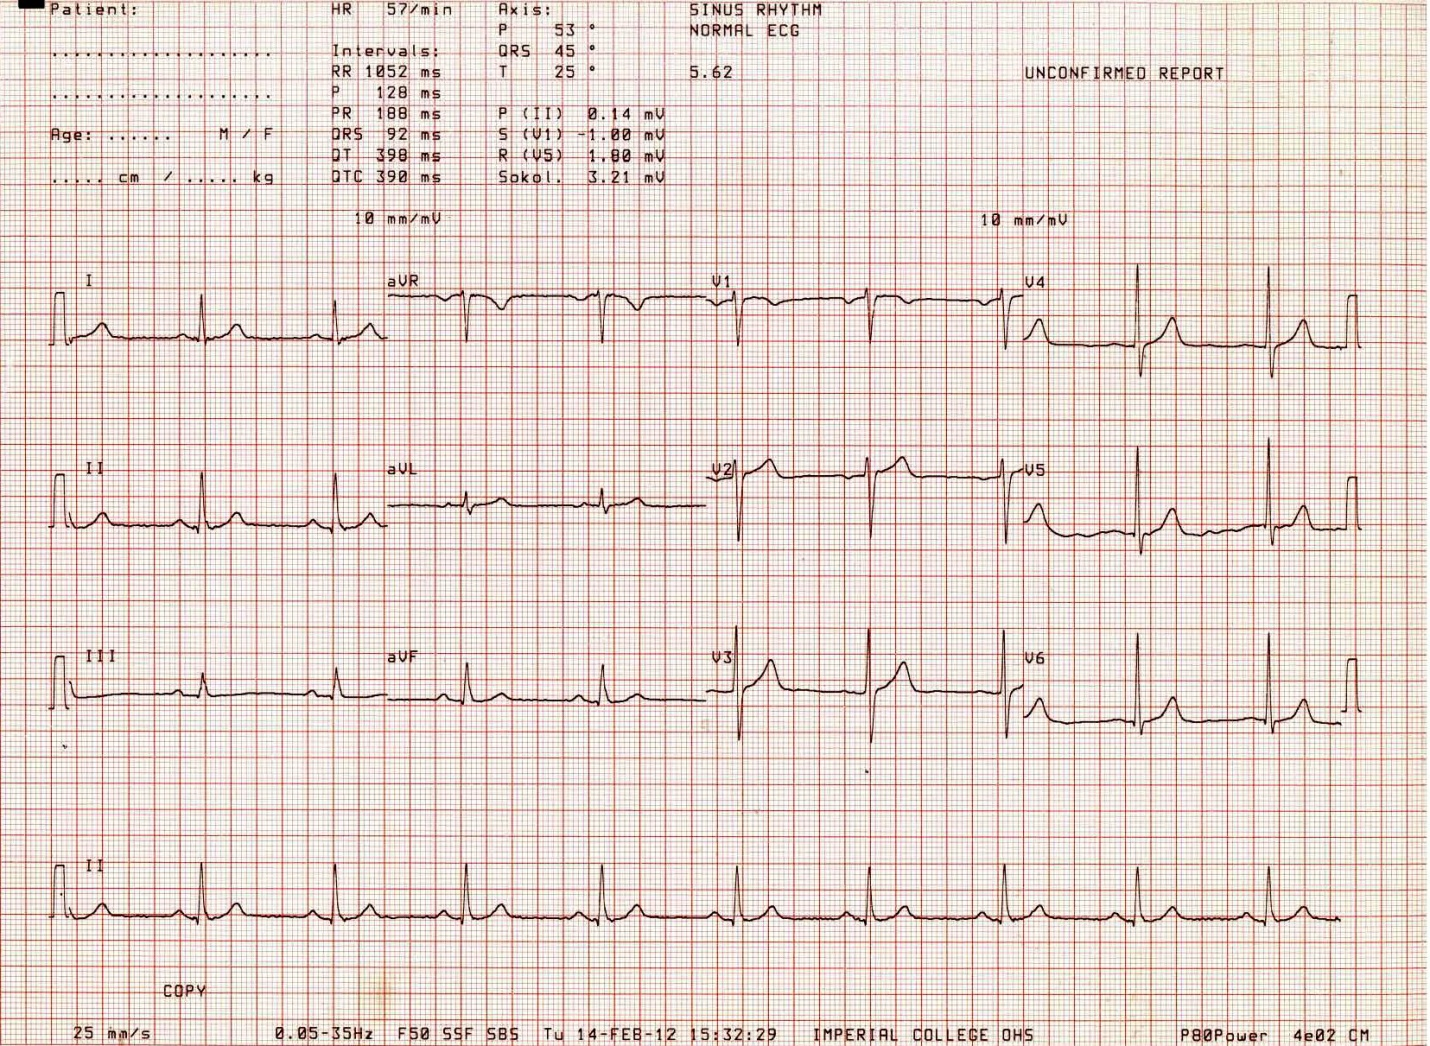 Patient:
HR 57/min
Axis:
SINUS RHYTHM
P 53 °
NORMAL ECG
....................
Intervals:
QRS 45 °
RR 1052 ms
T 25 °
5.62
UNCONFIRMED REPORT
....................
P 128 ms
PR 188 ms
P (II) 0.14 mV
Age: ...... M / F
QRS 92 ms
S (V1) -1.00 mV
QT 398 ms
R (V5) 1.80 mV
..... cm / ..... kg
QTC 390 ms
Sokol. 3.21 mV
10 mm/mV
10 mm/mV
I
aVR
V1
V4
II
aVL
V2
V5
III
aVF
V3
V6
II
COPY
25 mm/s
0.05-35Hz F50 SSF SBS Tu 14-FEB-12 15:32:29 IMPERIAL COLLEGE OHS
P80Power 4e02 CM